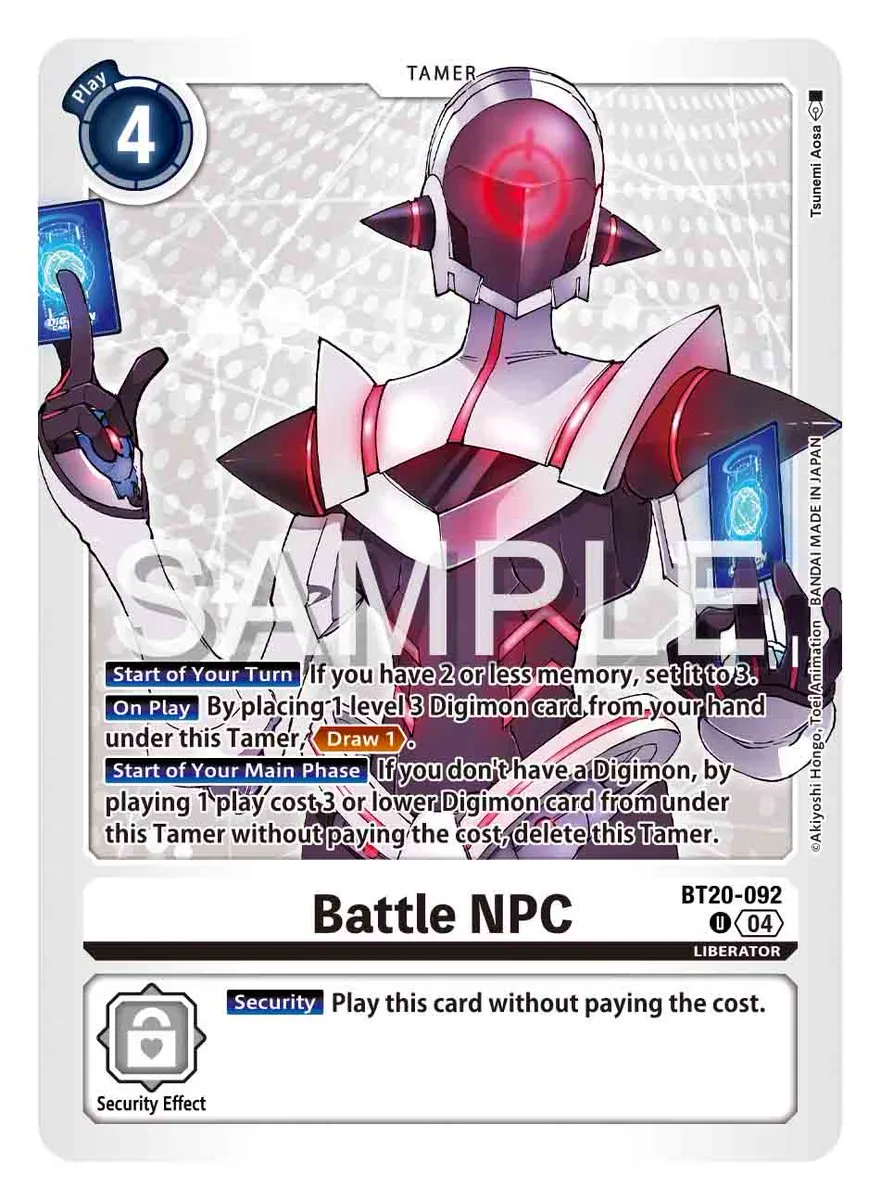 TAMER
Play
4
Tsunemi Aosa
SAMPLE
Start of Your Turn If you have 2 or less memory, set it to 3.
On Play By placing 1 level 3 Digimon card from your hand
under this Tamer, Draw 1.
Start of Your Main Phase If you don't have a Digimon, by
playing 1 play cost 3 or lower Digimon card from under
this Tamer without paying the cost, delete this Tamer.
©Akiyoshi Hongo, Toei Animation BANDAI MADE IN JAPAN
Battle NPC
BT20-092
U 04
LIBERATOR
Security Play this card without paying the cost.
Security Effect